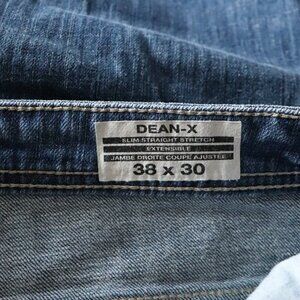 DEAN-X
SLIM STRAIGHT STRETCH
EXTENSIBLE
JAMBE DROITE COUPE AJUSTÉE
38 x 30